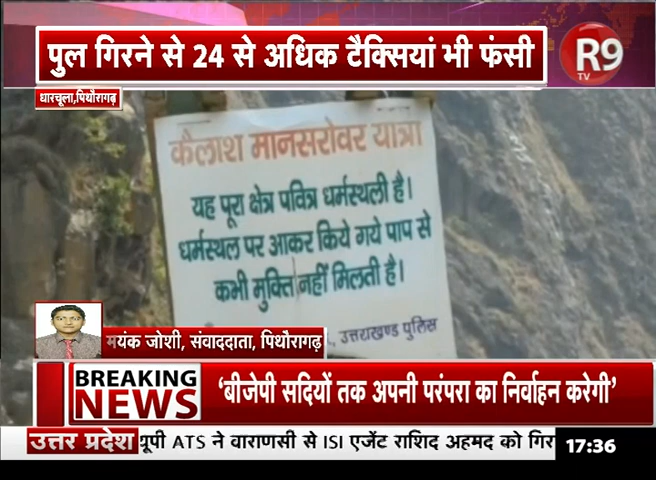 पुल गिरने से 24 से अधिक टैक्सियां भी फंसी
R9
TV
धारचूला,पिथौरागढ़
कैलाश मानसरोवर यात्रा
यह पूरा क्षेत्र पवित्र धर्मस्थली है।
धर्मस्थल पर आकर किये गये पाप से
कभी मुक्ति नहीं मिलती है।
उत्तराखण्ड पुलिस
मयंक जोशी, संवाददाता, पिथौरागढ़
BREAKING
NEWS
‘बीजेपी सदियों तक अपनी परंपरा का निर्वाहन करेगी’
उत्तर प्रदेश
यूपी ATS ने वाराणसी से ISI एजेंट राशिद अहमद को गिर
17:36